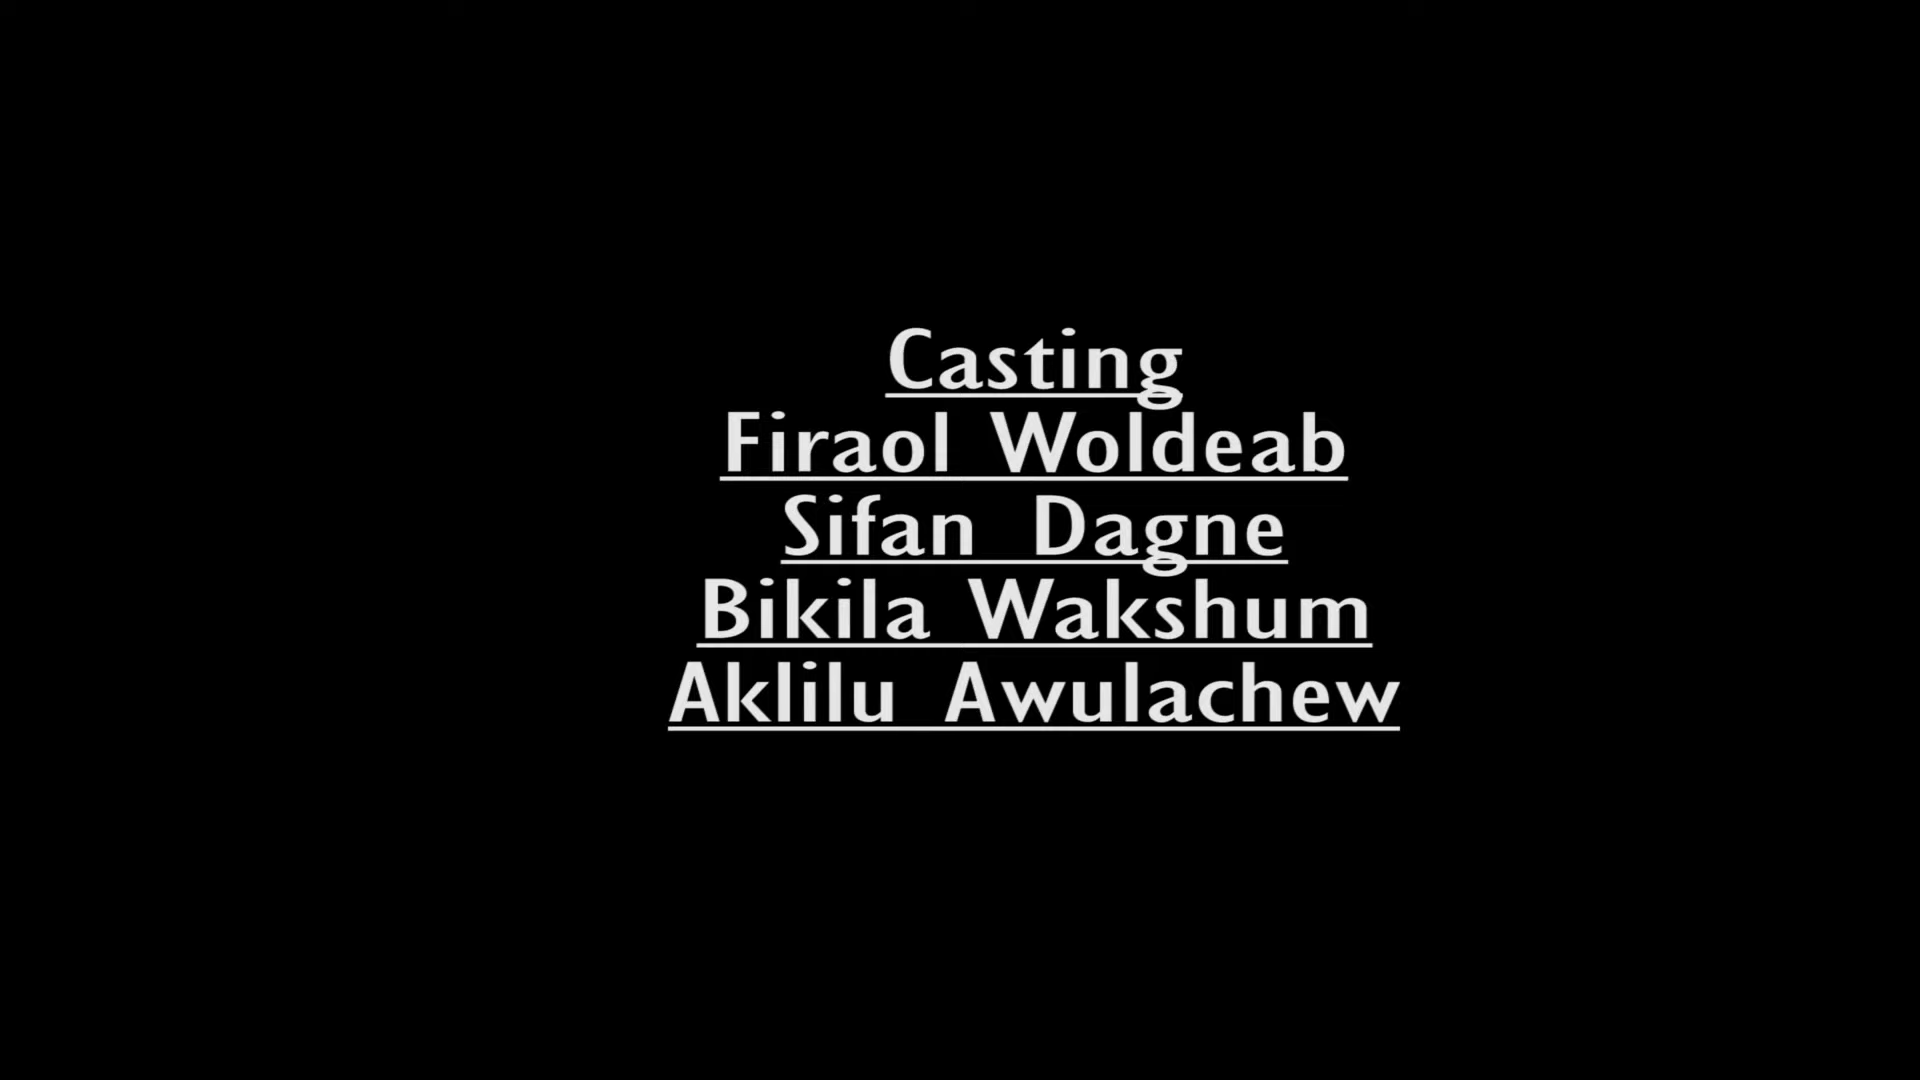 Casting
Firaol Woldeab
Sifan Dagne
Bikila Wakshum
Aklilu Awulachew